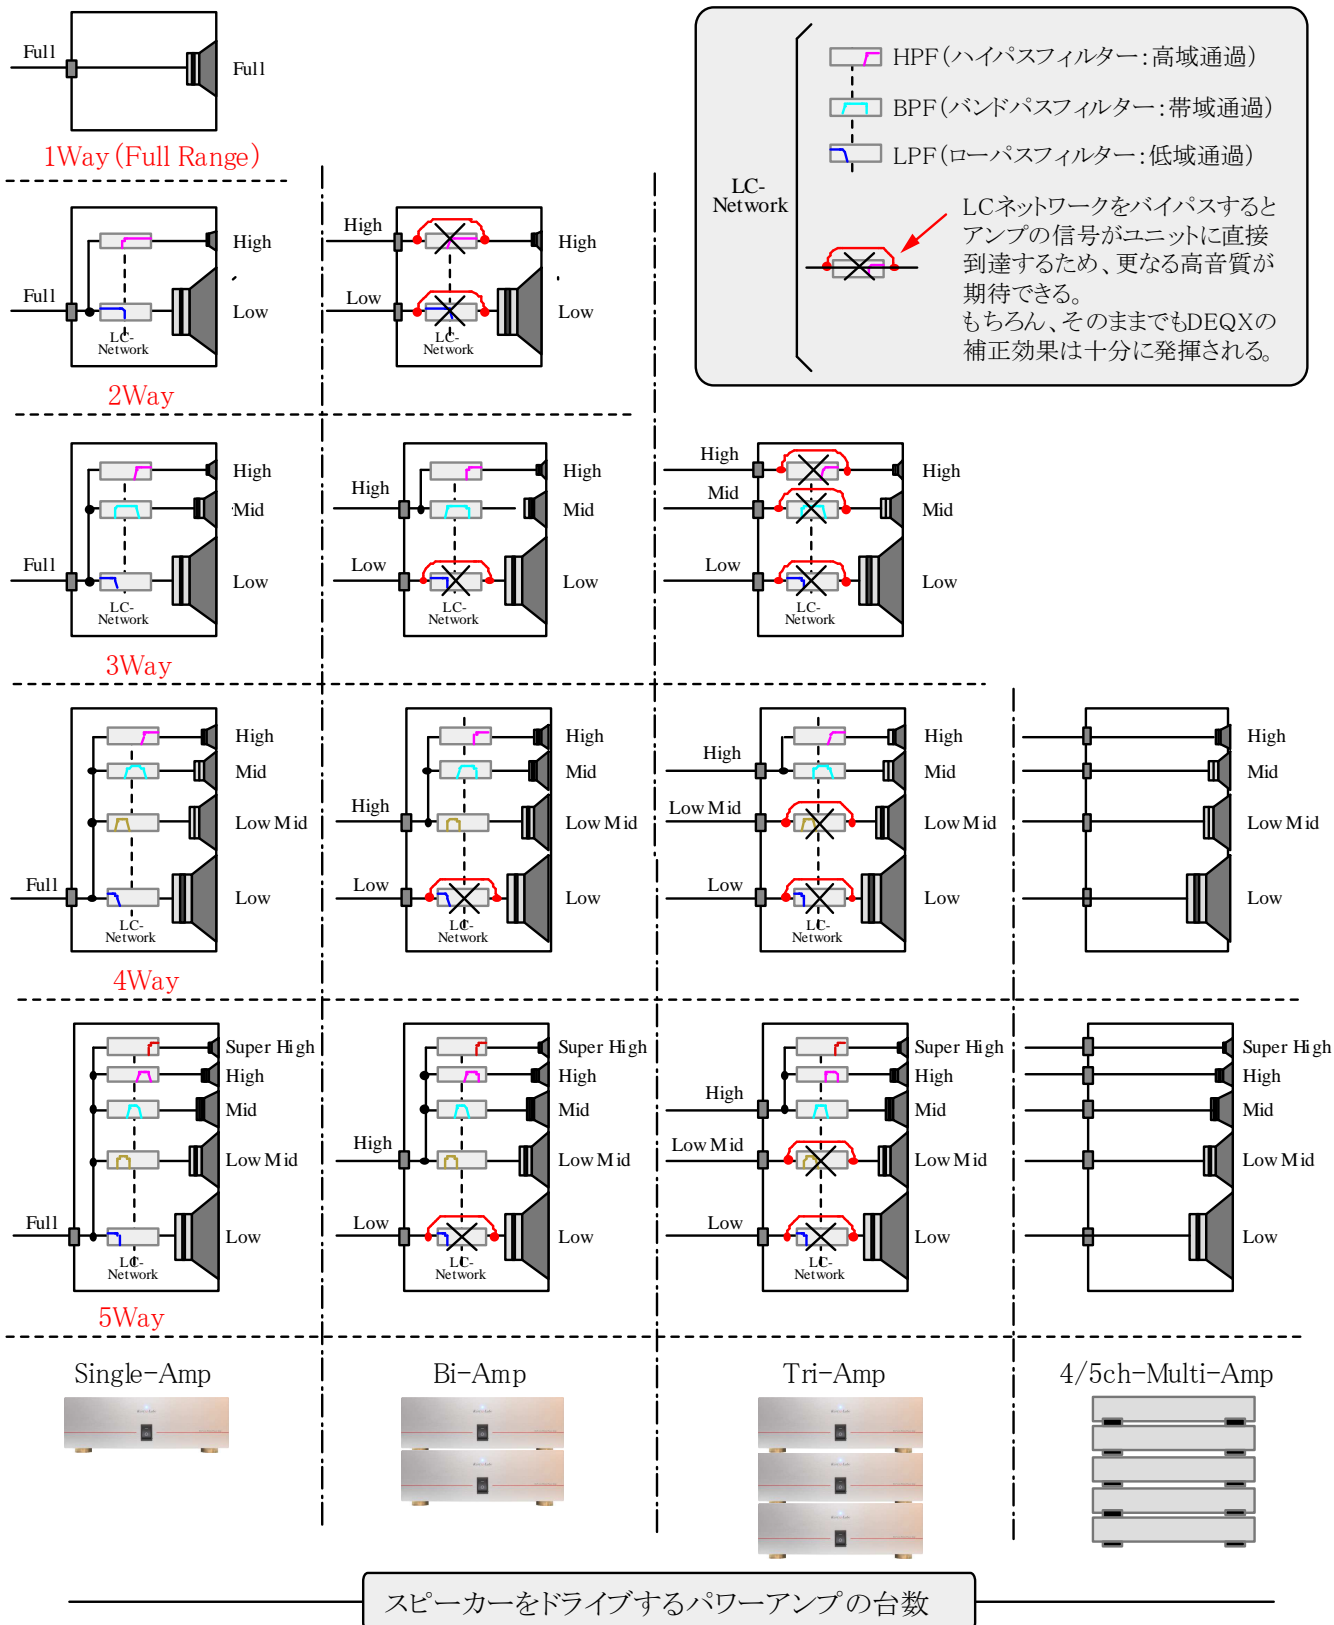 Full
Full
1Way(Full Range)
LC-
Network
HPF(ハイパスフィルター:高域通過)
BPF(バンドパスフィルター:帯域通過)
LPF(ローパスフィルター:低域通過)
LCネットワークをバイパスすると
アンプの信号がユニットに直接
到達するため、更なる高音質が
期待できる。
もちろん、そのままでもDEQXの
補正効果は十分に発揮される。
Full
High
Low
LC-
Network
High
Low
High
Low
LC-
Network
2Way
Full
High
Mid
Low
LC-
Network
High
Low
High
Mid
Low
LC-
Network
High
Mid
Low
High
Mid
Low
LC-
Network
3Way
Full
High
Mid
Low Mid
Low
LC-
Network
High
Low
High
Mid
Low Mid
Low
LC-
Network
High
Low Mid
Low
High
Mid
Low Mid
Low
LC-
Network
High
Mid
Low Mid
Low
4Way
Full
Super High
High
Mid
Low Mid
Low
LC-
Network
High
Low
Super High
High
Mid
Low Mid
Low
LC-
Network
High
Low Mid
Low
Super High
High
Mid
Low Mid
Low
LC-
Network
Super High
High
Mid
Low Mid
Low
5Way
Single-Amp
Bi-Amp
Tri-Amp
4/5ch-Multi-Amp
スピーカーをドライブするパワーアンプの台数